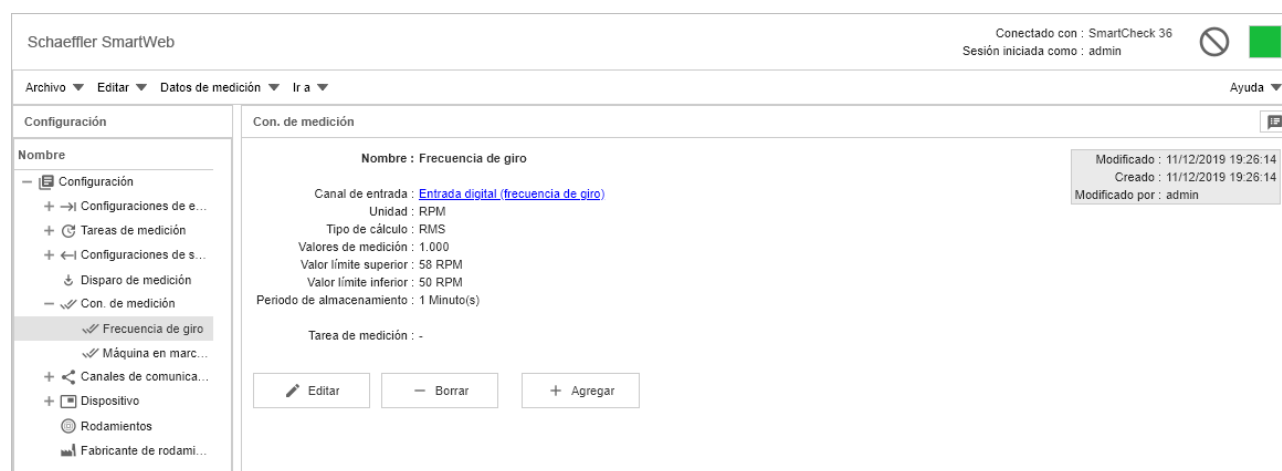 Schaeffler SmartWeb
Conectado con : SmartCheck 36
Sesión iniciada como : admin
Archivo Editar Datos de medición Ir a Ayuda
Configuración
Nombre
Configuración
Configuraciones de e...
Tareas de medición
Configuraciones de s...
Disparo de medición
Con. de medición
Frecuencia de giro
Máquina en marc...
Canales de comunica...
Dispositivo
Rodamientos
Fabricante de rodami...
Con. de medición
Nombre : Frecuencia de giro
Canal de entrada : Entrada digital (frecuencia de giro)
Unidad : RPM
Tipo de cálculo : RMS
Valores de medición : 1.000
Valor límite superior : 58 RPM
Valor límite inferior : 50 RPM
Periodo de almacenamiento : 1 Minuto(s)
Tarea de medición : -
Editar Borrar Agregar
Modificado : 11/12/2019 19:26:14
Creado : 11/12/2019 19:26:14
Modificado por : admin